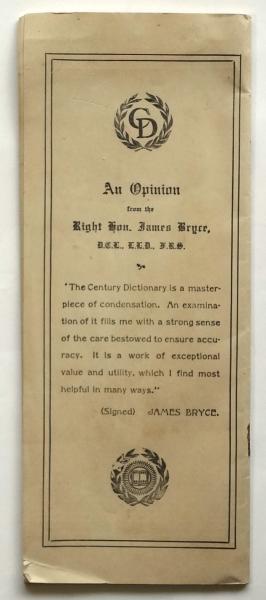 CD
An Opinion
from the
Right Hon. James Bryce,
D.C.L., L.L.D., F.R.S.
"The Century Dictionary is a master-
piece of condensation. An examina-
tion of it fills me with a strong sense
of the care bestowed to ensure accu-
racy. It is a work of exceptional
value and utility, which I find most
helpful in many ways."
(Signed) JAMES BRYCE.